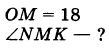 OM = 18
∠NMK — ?